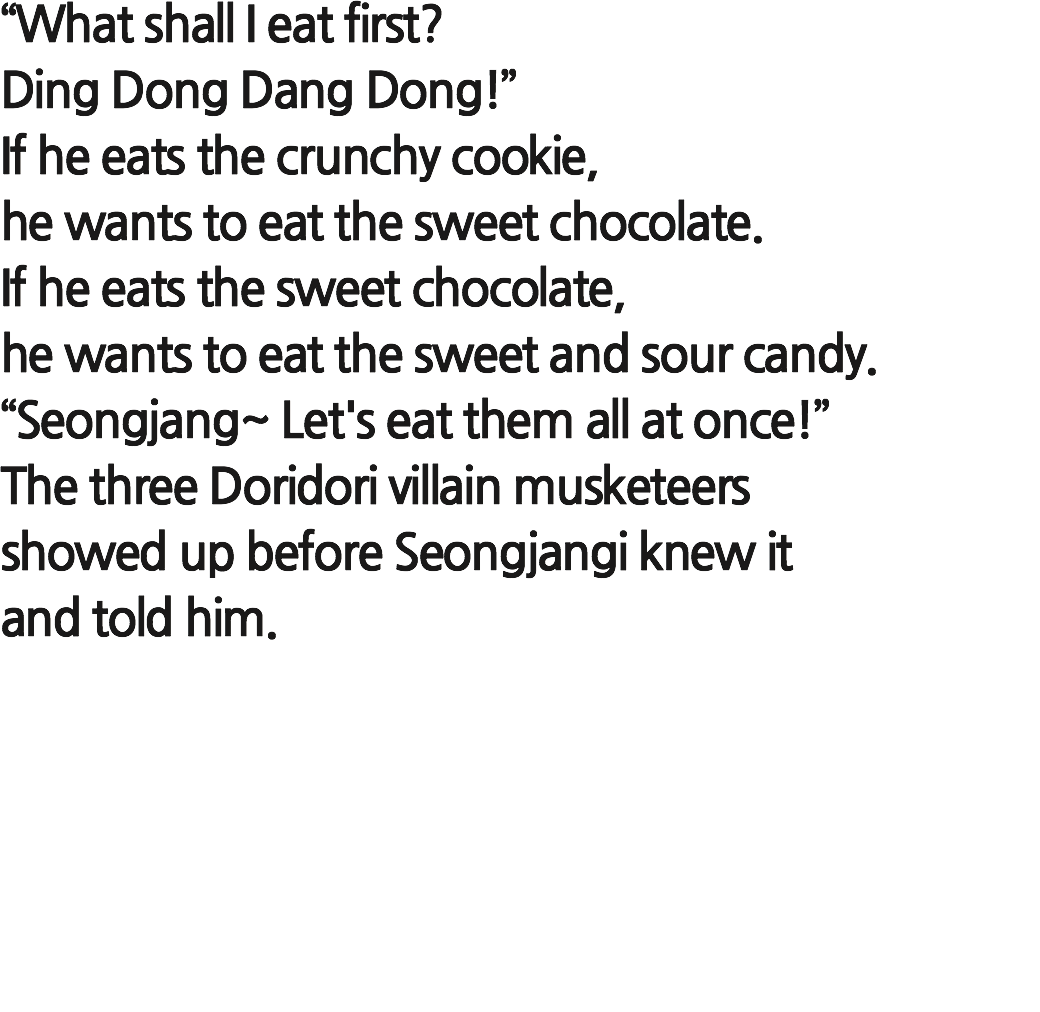 “What shall I eat first?
Ding Dong Dang Dong!”
If he eats the crunchy cookie,
he wants to eat the sweet chocolate.
If he eats the sweet chocolate,
he wants to eat the sweet and sour candy.
“Seongjang~ Let's eat them all at once!”
The three Doridori villain musketeers
showed up before Seongjangi knew it
and told him.